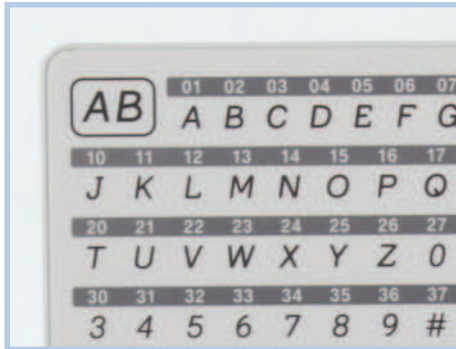 AB
01 02 03 04 05 06 07
A B C D E F G
10 11 12 13 14 15 16 17
J K L M N O P Q
20 21 22 23 24 25 26 27
T U V W X Y Z 0
30 31 32 33 34 35 36 37
3 4 5 6 7 8 9 #